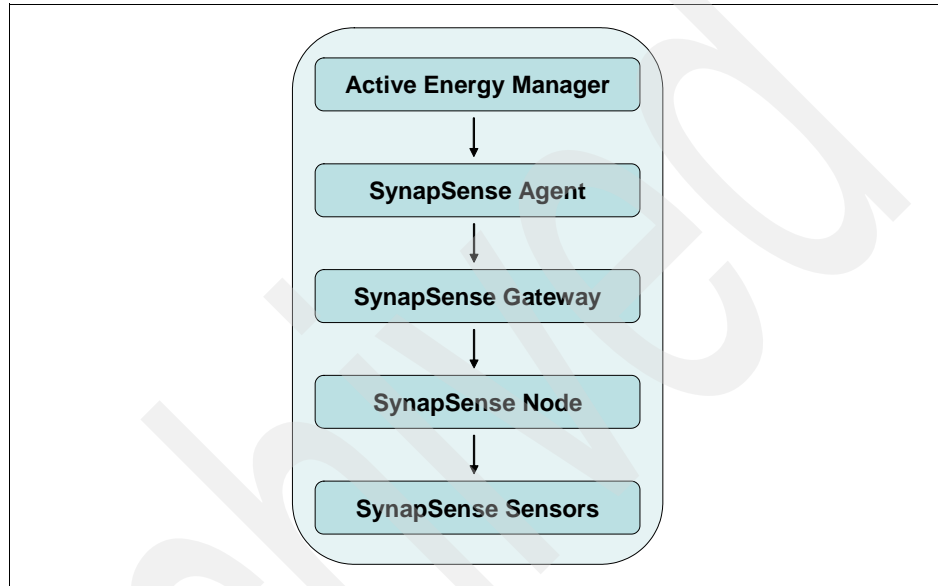 Active Energy Manager
SynapSense Agent
SynapSense Gateway
SynapSense Node
SynapSense Sensors